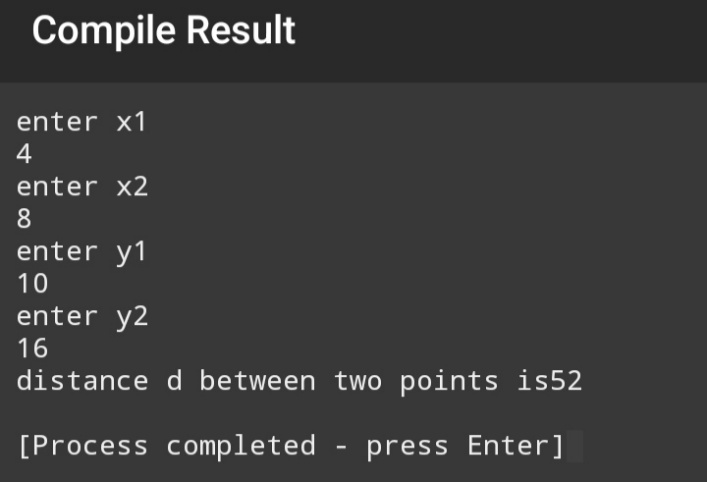 Compile Result
enter x1
4
enter x2
8
enter y1
10
enter y2
16
distance d between two points is52
[Process completed - press Enter]